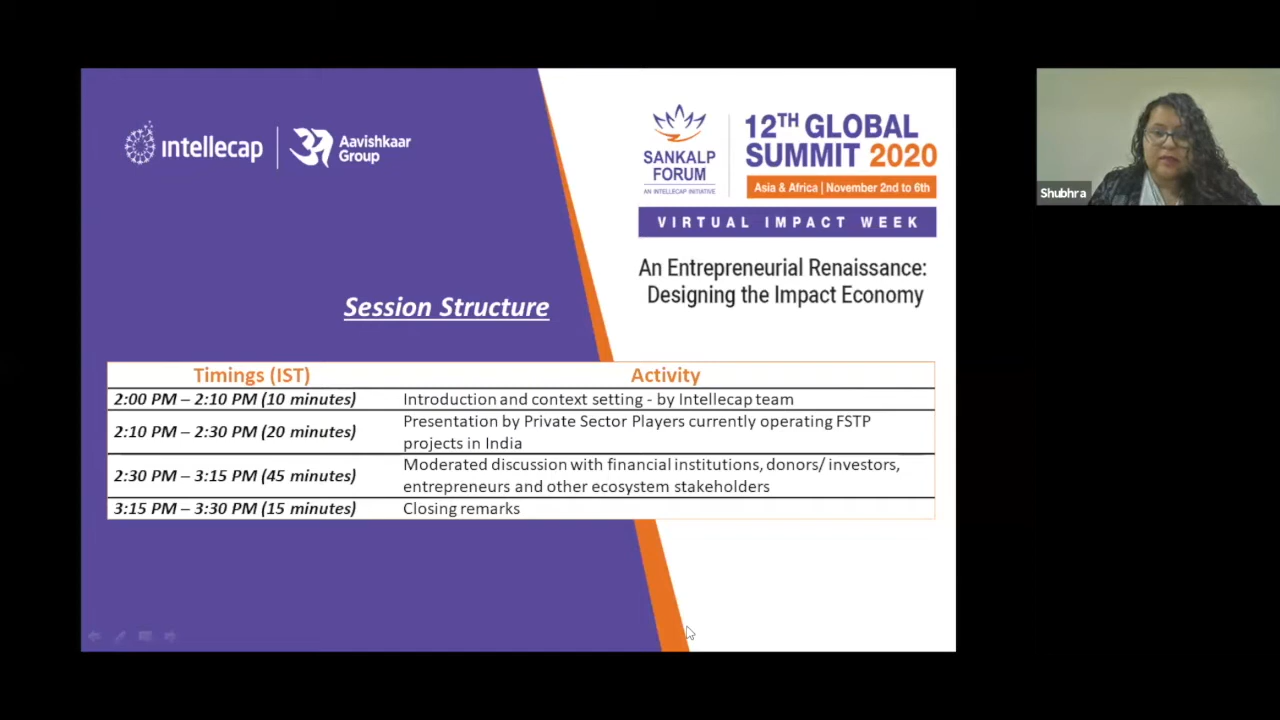 intellecap
Aavishkaar
Group
SANKALP
FORUM
AN INTELLECAP INITIATIVE
12TH GLOBAL
SUMMIT 2020
Asia & Africa | November 2nd to 6th
VIRTUAL IMPACT WEEK
An Entrepreneurial Renaissance:
Designing the Impact Economy
Shubhra
Session Structure
Timings (IST) Activity
2:00 PM – 2:10 PM (10 minutes) Introduction and context setting - by Intellecap team
2:10 PM – 2:30 PM (20 minutes) Presentation by Private Sector Players currently operating FSTP
projects in India
2:30 PM – 3:15 PM (45 minutes) Moderated discussion with financial institutions, donors/ investors,
entrepreneurs and other ecosystem stakeholders
3:15 PM – 3:30 PM (15 minutes) Closing remarks